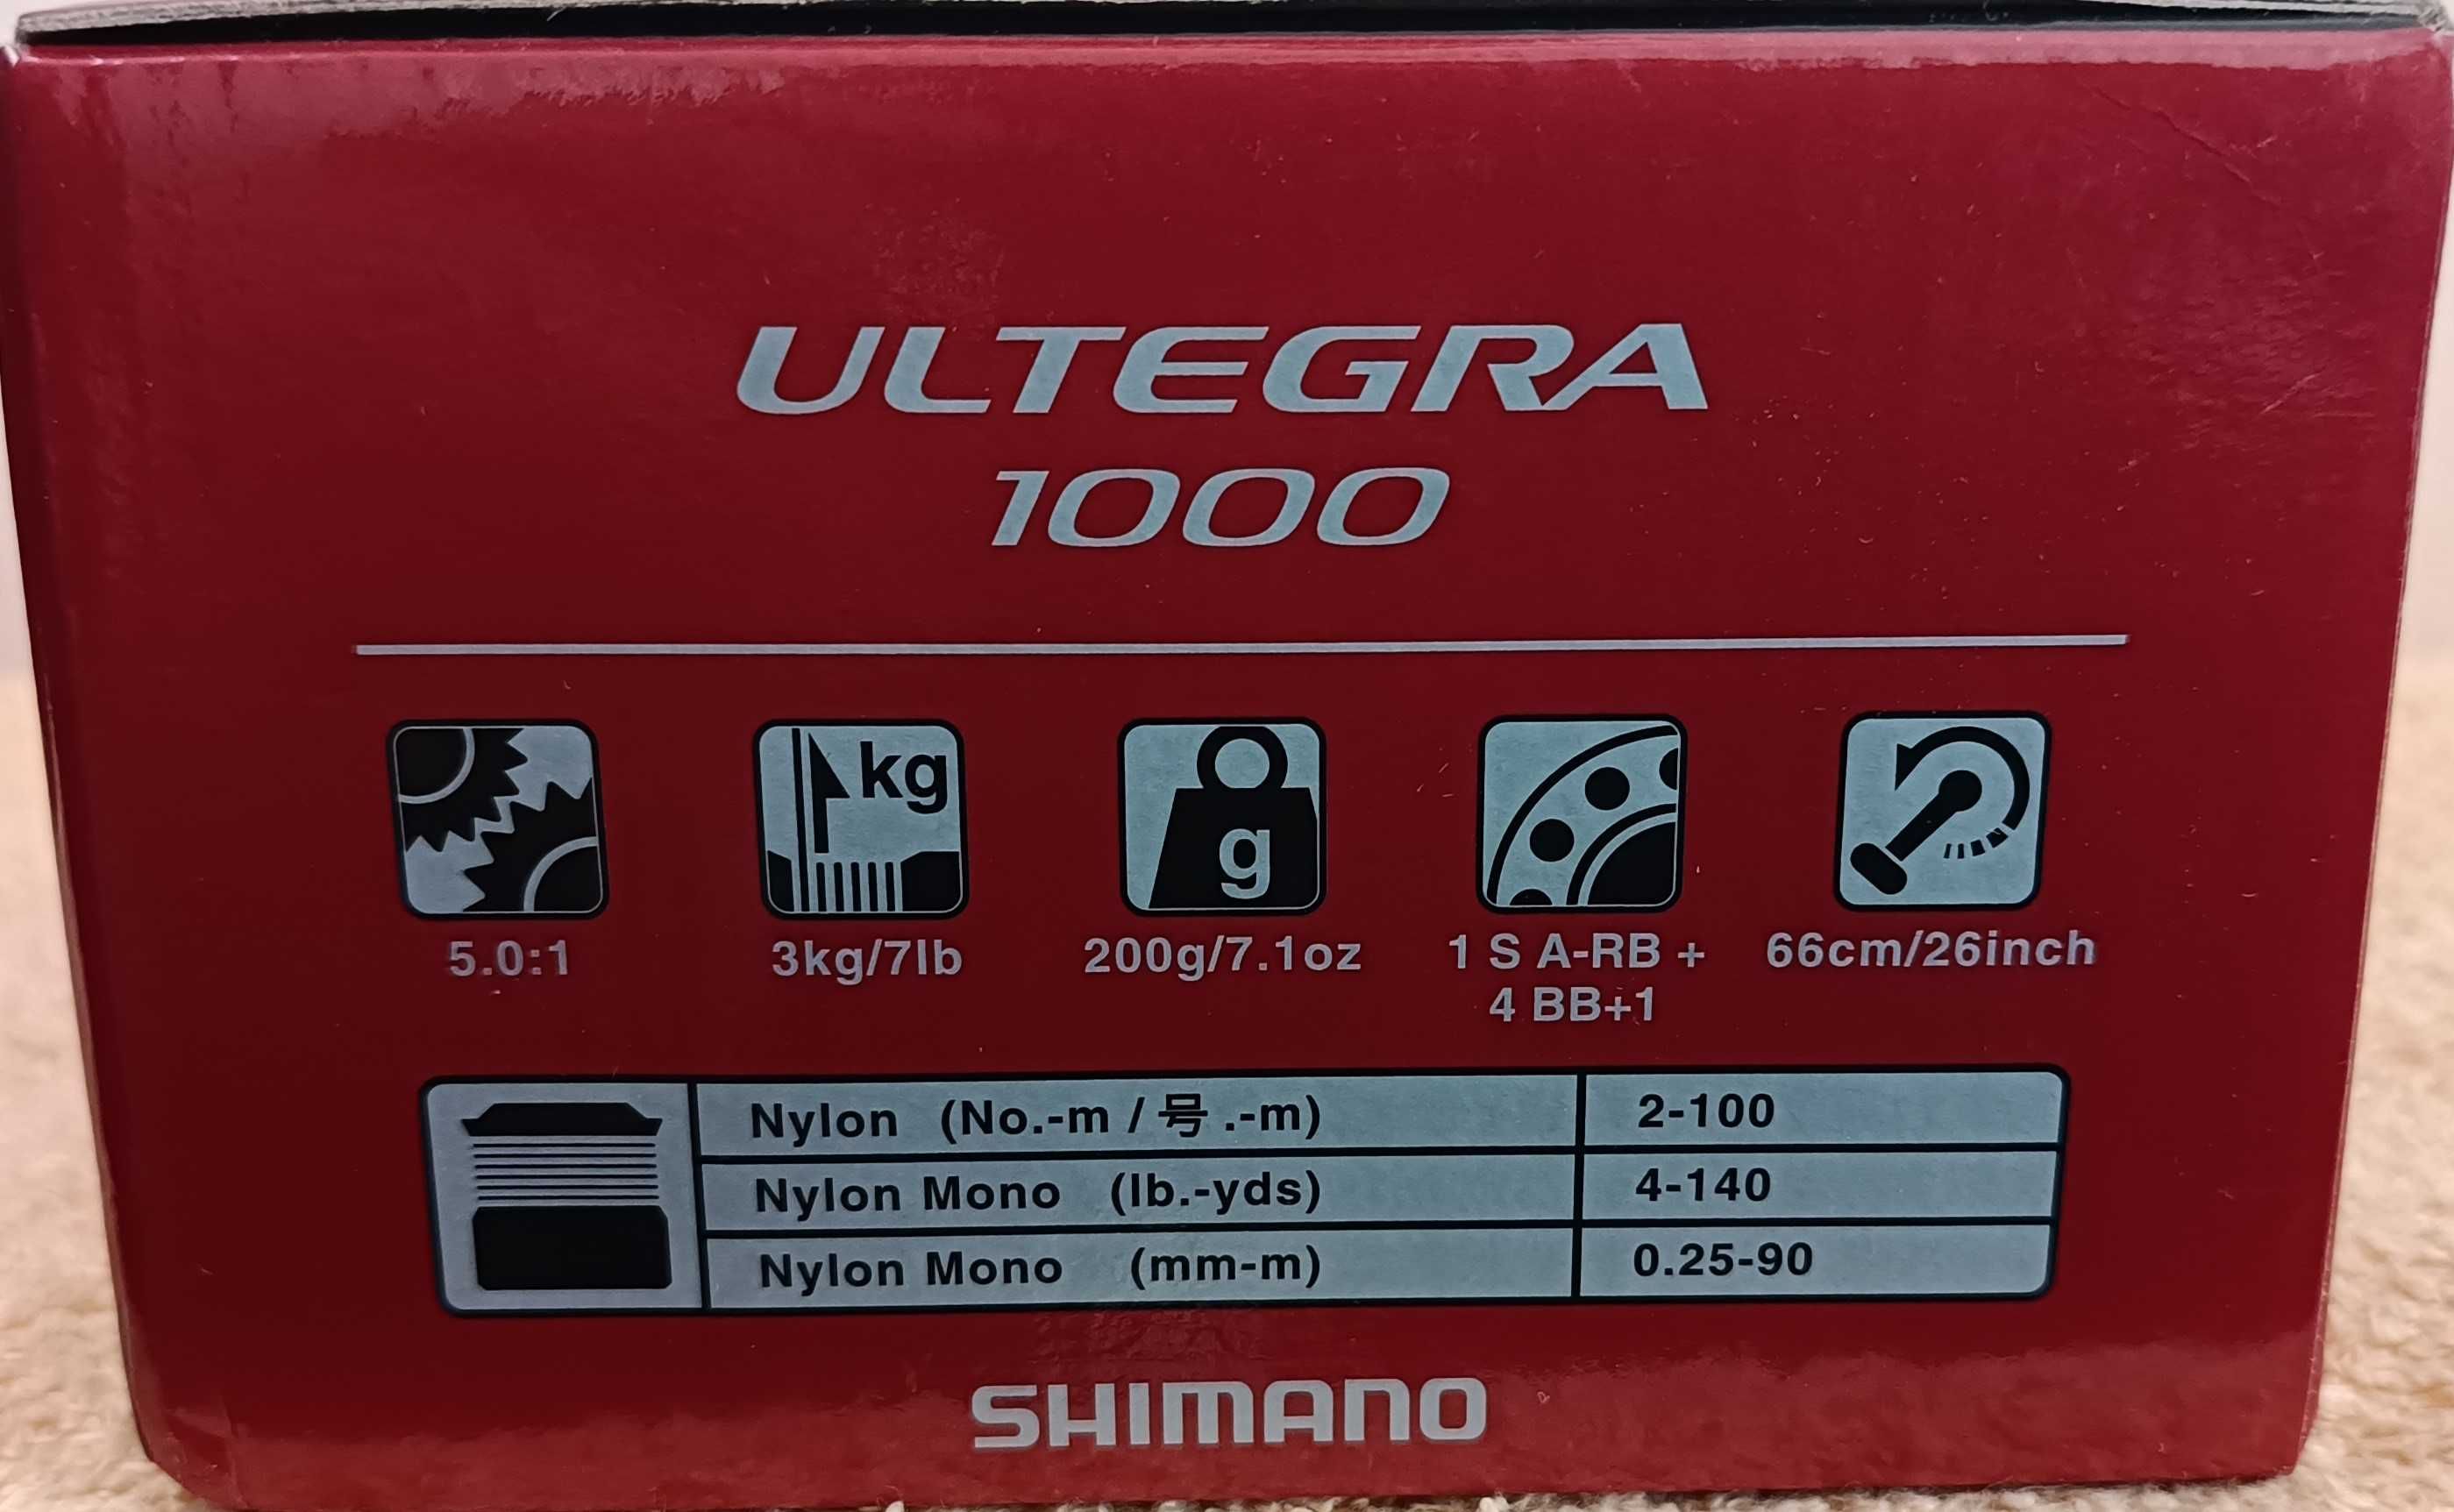 ULTEGRA
1000
kg
g
5.0:1
3kg/7lb
200g/7.1oz
1 S A-RB +
4 BB+1
66cm/26inch
Nylon (No.-m / 号 .-m) 2-100
Nylon Mono (lb.-yds) 4-140
Nylon Mono (mm-m) 0.25-90
SHIMANO